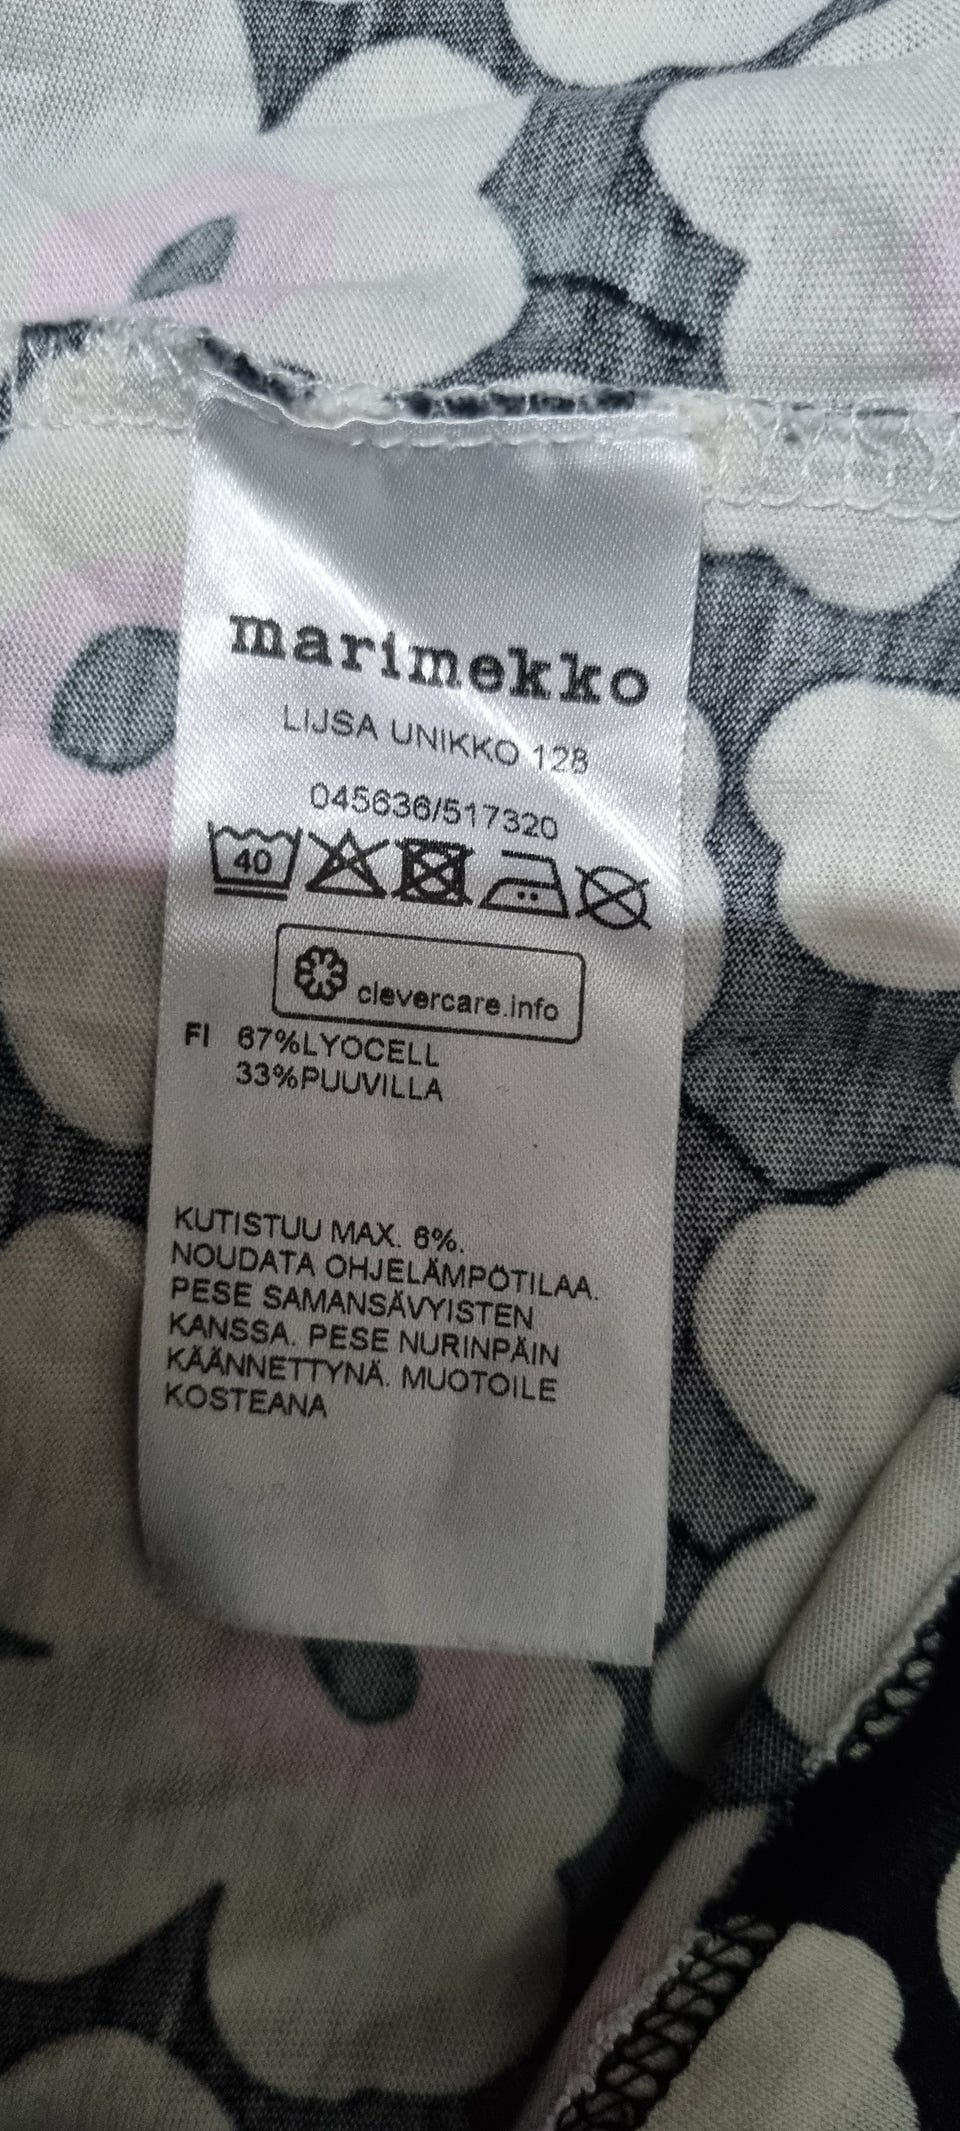 marimekko
LIJSA UNIKKO 128
045636/517320
40
clevercare.info
FI 67%LYOCELL
33%PUUVILLA
KUTISTUU MAX. 6%.
NOUDATA OHJELÄMPÖTILAA.
PESE SAMANSÄVYISTEN
KANSSA. PESE NURINPÄIN
KÄÄNNETTYNÄ. MUOTOILE
KOSTEANA